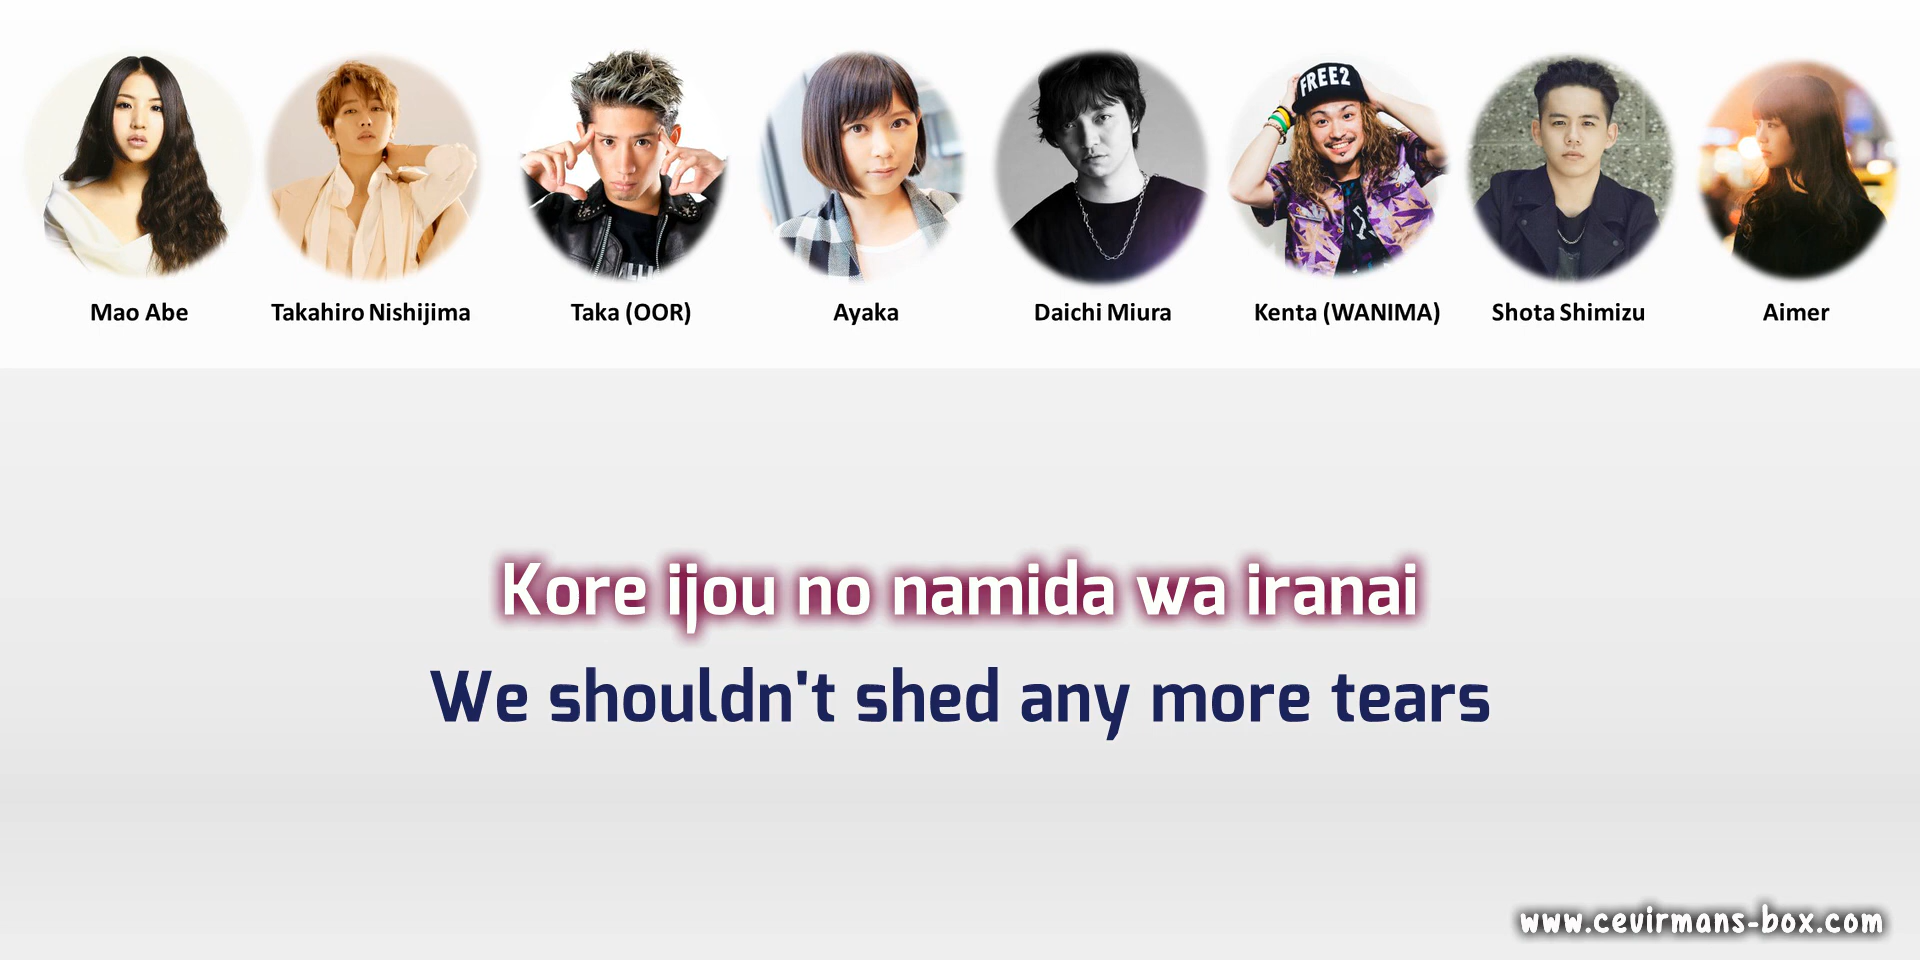 FREE2
Mao Abe
Takahiro Nishijima
Taka (OOR)
Ayaka
Daichi Miura
Kenta (WANIMA)
Shota Shimizu
Aimer
Kore ijou no namida wa iranai
We shouldn't shed any more tears
www.cevirmans-box.com